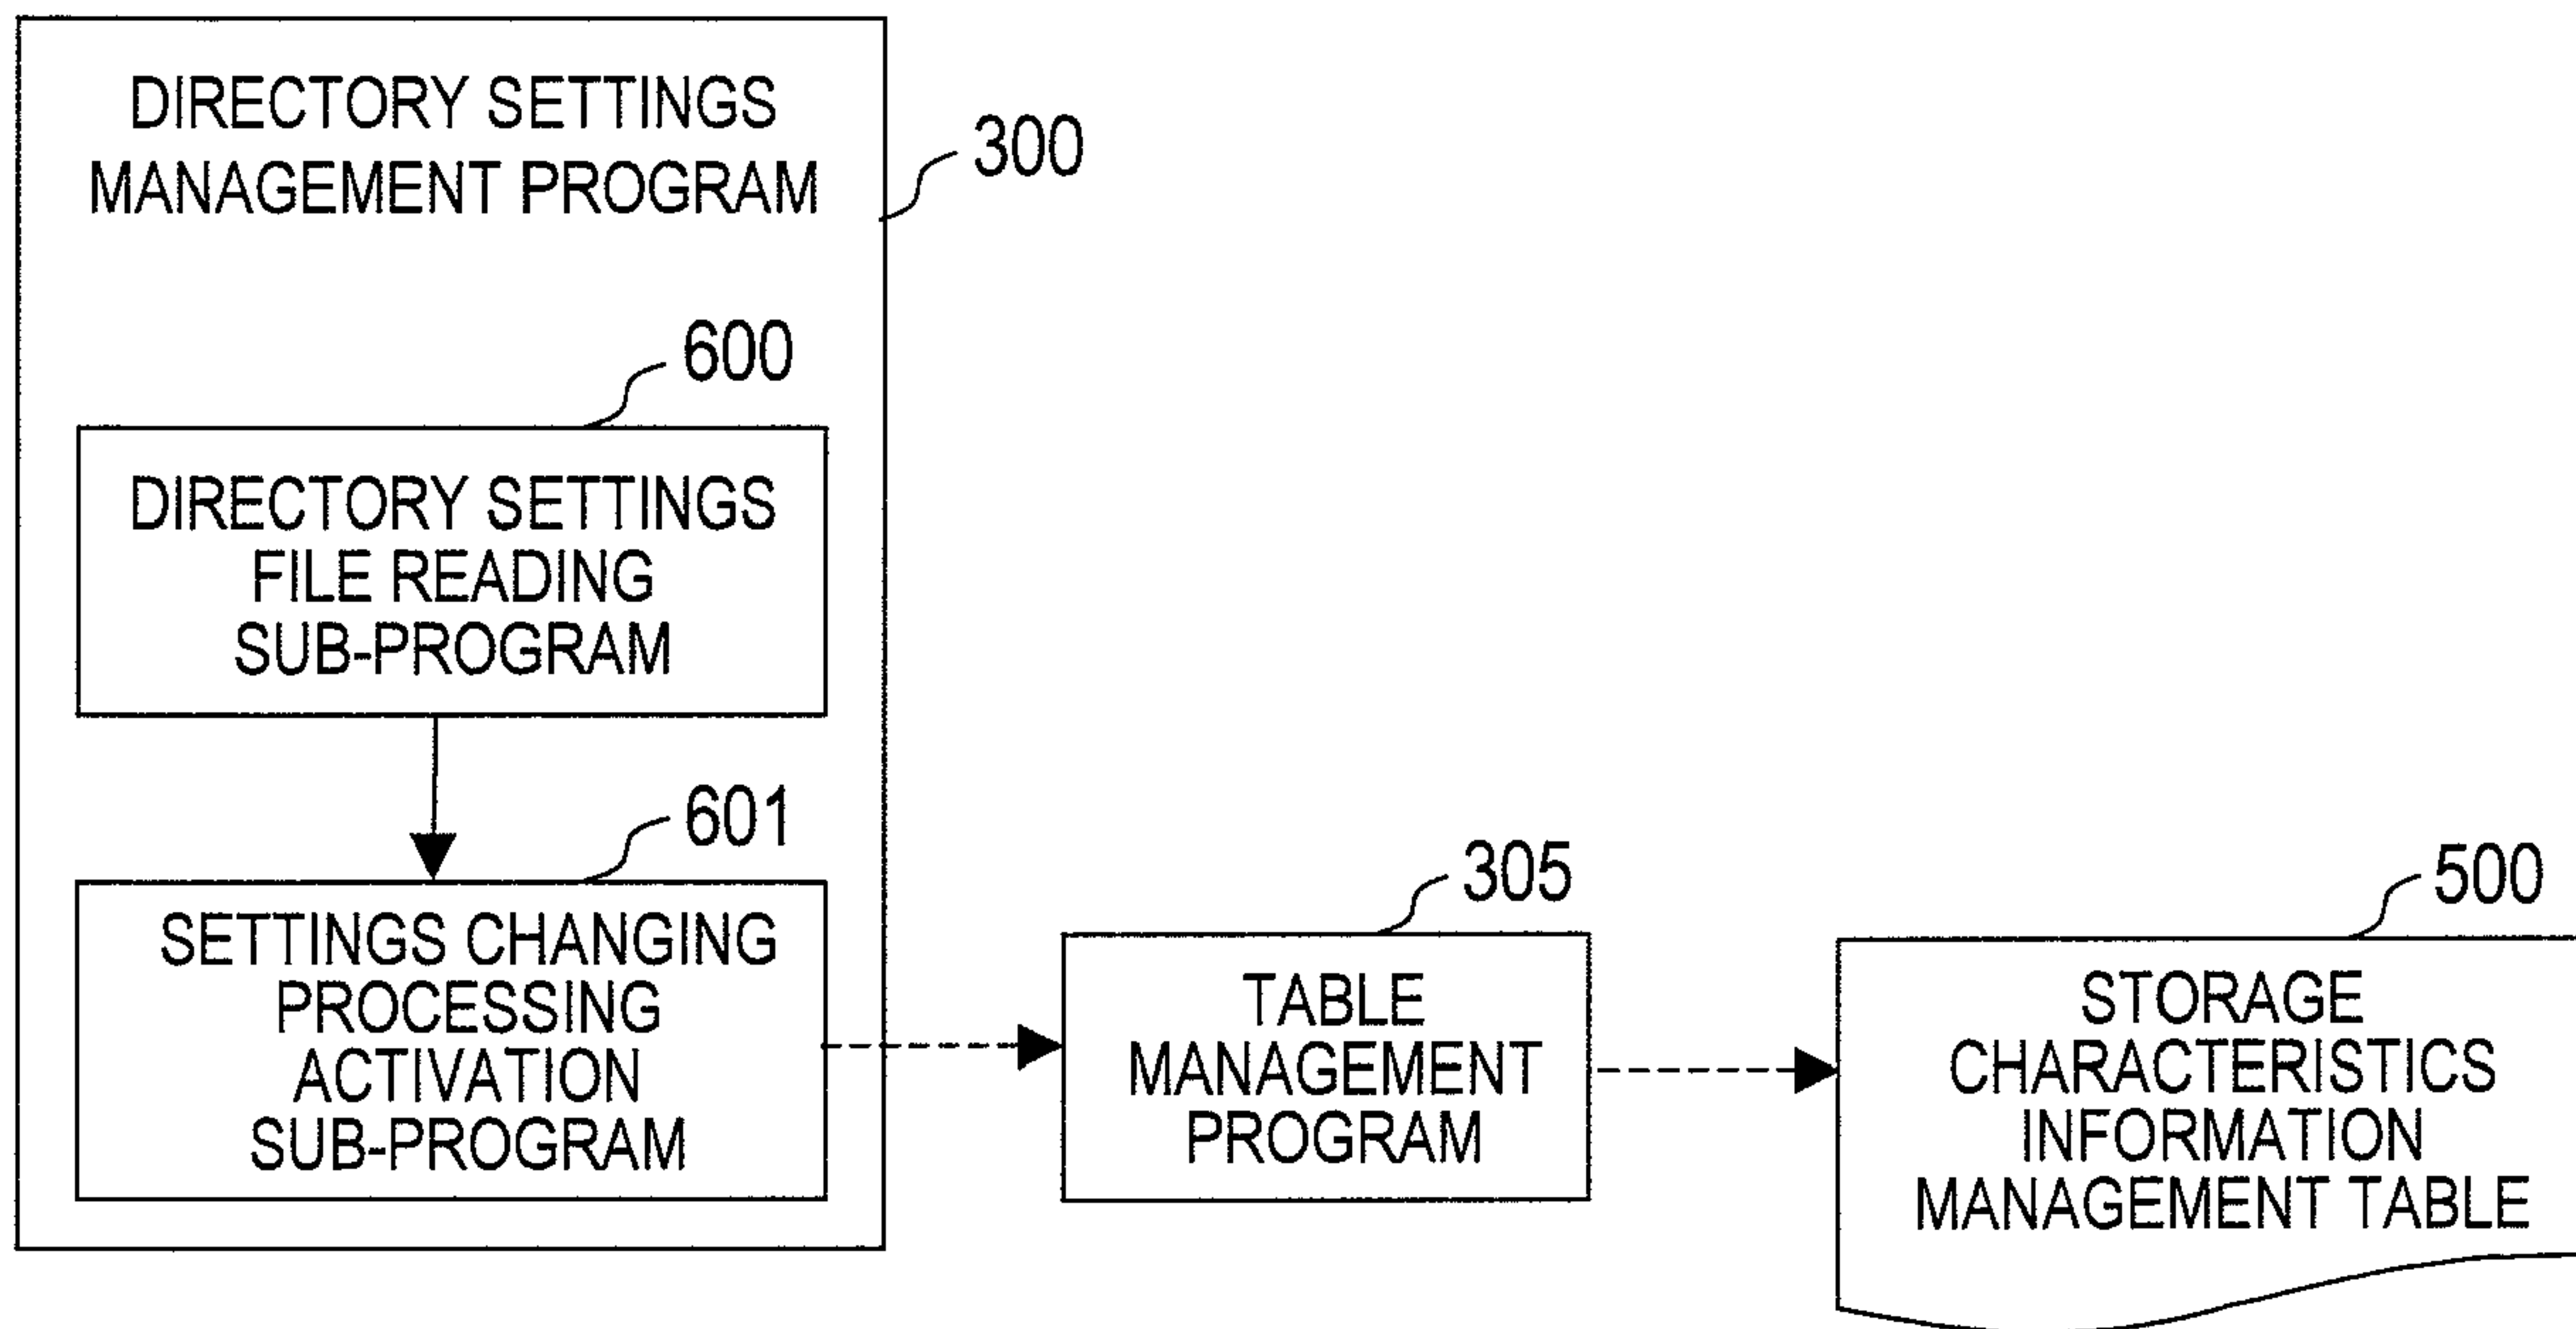 DIRECTORY SETTINGS
MANAGEMENT PROGRAM
300
600
DIRECTORY SETTINGS
FILE READING
SUB-PROGRAM
601
SETTINGS CHANGING
PROCESSING
ACTIVATION
SUB-PROGRAM
305
TABLE
MANAGEMENT
PROGRAM
500
STORAGE
CHARACTERISTICS
INFORMATION
MANAGEMENT TABLE